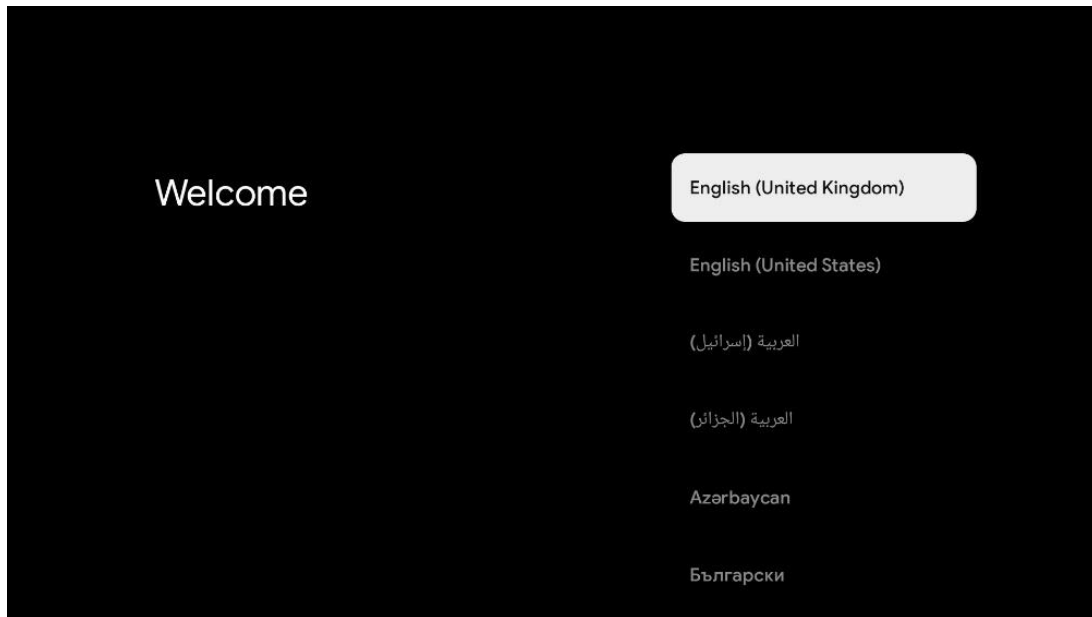 Welcome
English (United Kingdom)
English (United States)
العربية (إسرائيل)
العربية (الجزائر)
Azərbaycan
Български